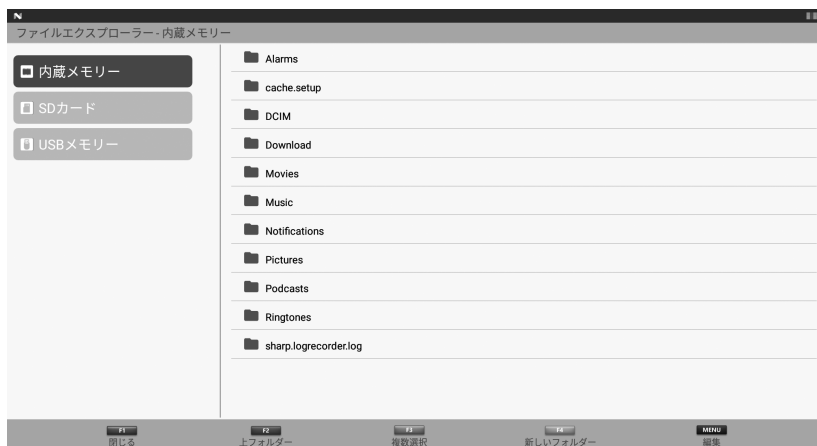 N
ファイルエクスプローラー - 内蔵メモリー
内蔵メモリー
SDカード
USBメモリー
Alarms
cache.setup
DCIM
Download
Movies
Music
Notifications
Pictures
Podcasts
Ringtones
sharp.logrecorder.log
F1 F2 F3 F4 MENU
閉じる 上フォルダー 複数選択 新しいフォルダー 編集